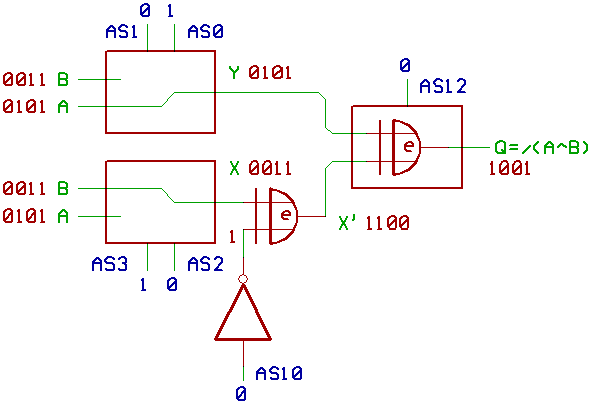 0 1
AS1 AS0
0011 B
0101 A
Y 0101
0
AS12
e
Q=/(A^B)
1001
0011 B
0101 A
X 0011
e
1
X' 1100
AS3 AS2
1 0
AS10
0